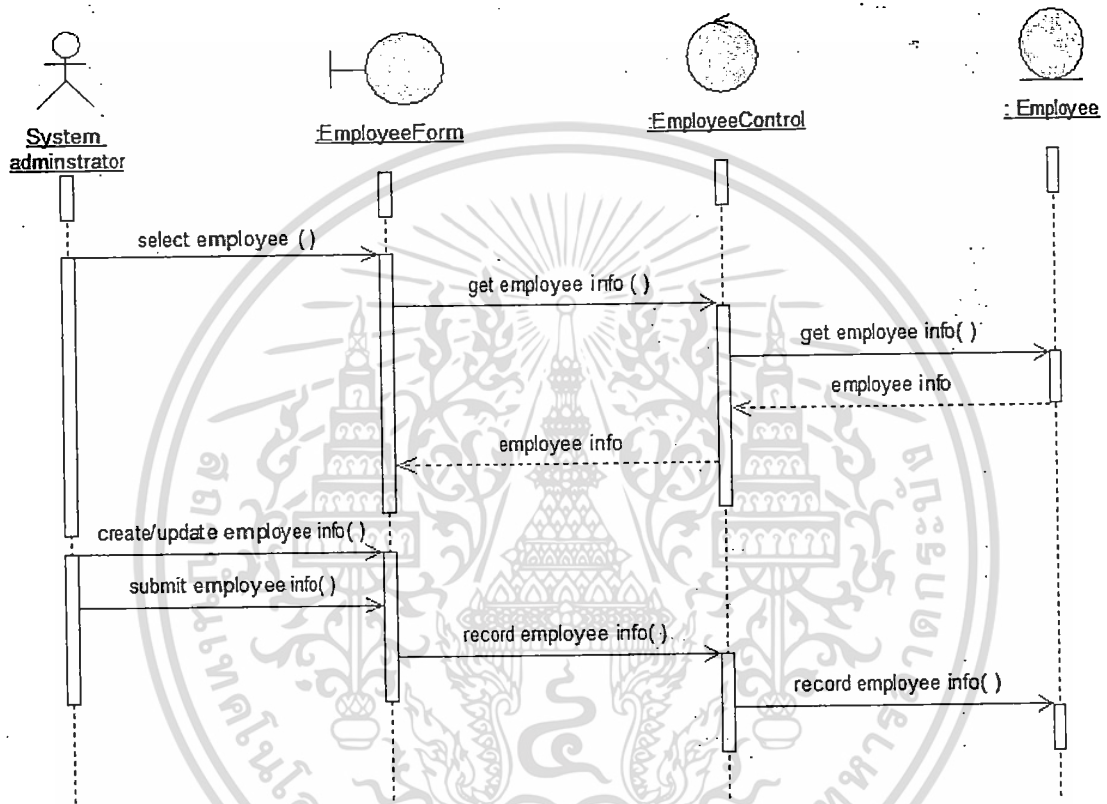 System
adminstrator
:EmployeeForm
:EmployeeControl
: Employee
select employee ()
get employee info ( )
get employee info( )
employee info
employee info
create/update employee info( )
submit employee info( )
record employee info( )
record employee info( )